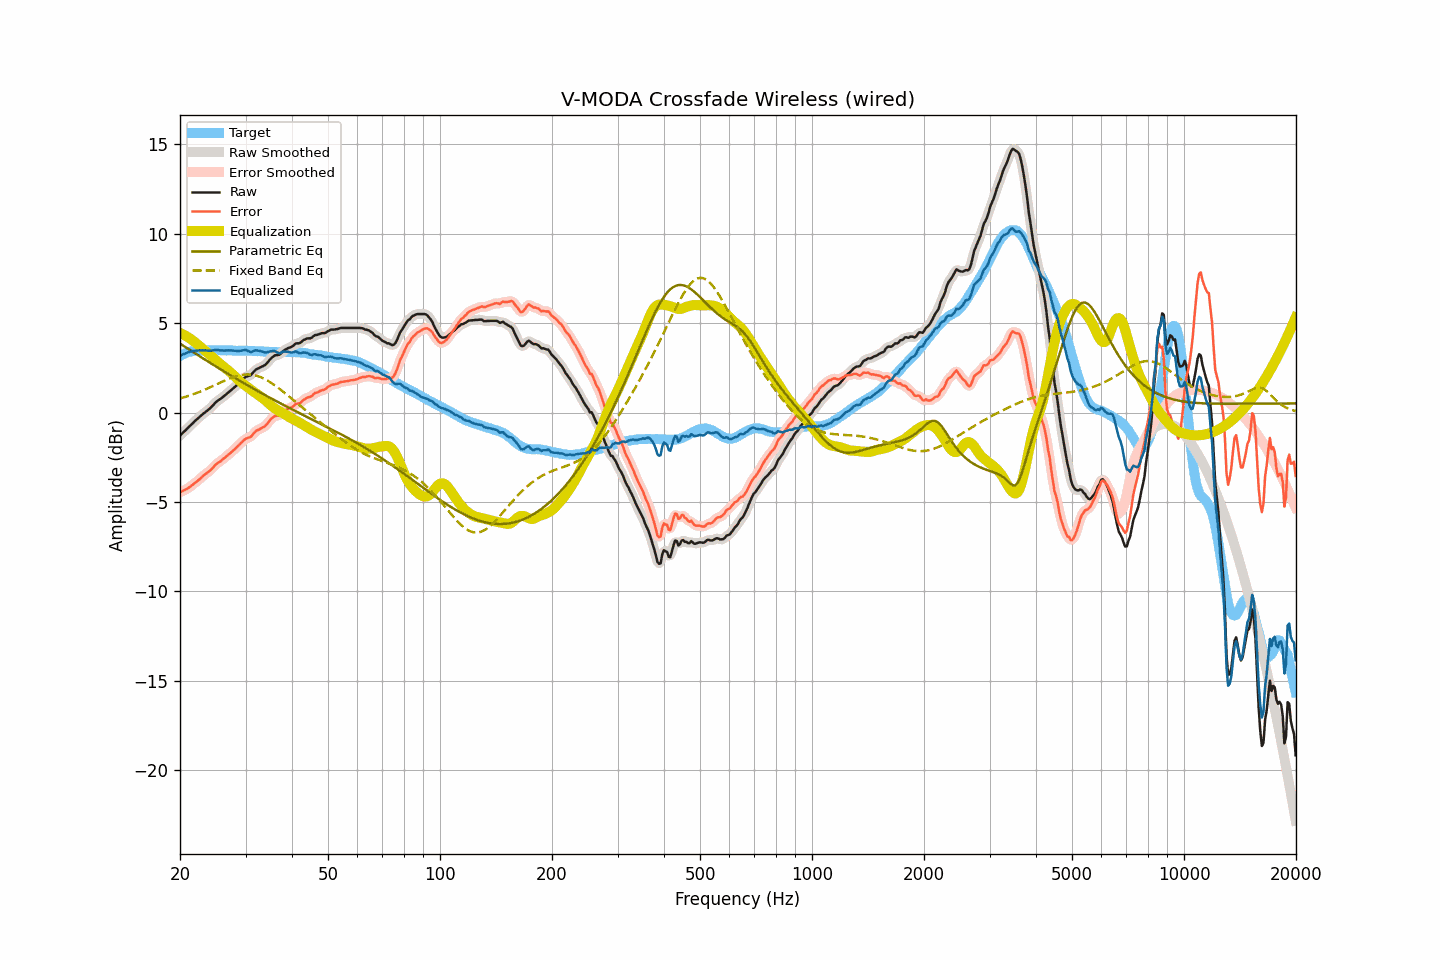 V-MODA Crossfade Wireless (wired)
Target
Raw Smoothed
Error Smoothed
Raw
Error
Equalization
Parametric Eq
Fixed Band Eq
Equalized
15
10
5
0
−5
−10
−15
−20
Amplitude (dBr)
20 50 100 200 500 1000 2000 5000 10000 20000
Frequency (Hz)